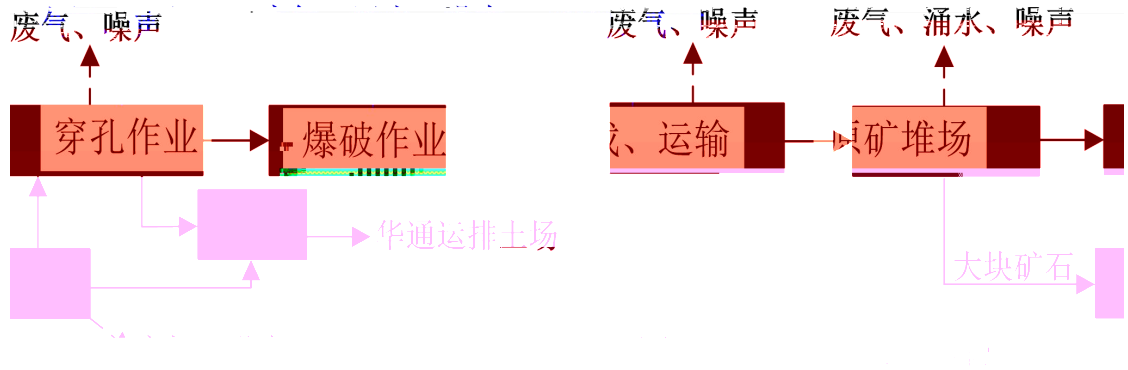 废气、噪声
废气、噪声
废气、涌水、噪声
穿孔作业
爆破作业
、运输
原矿堆场
华通运排土场
大块矿石